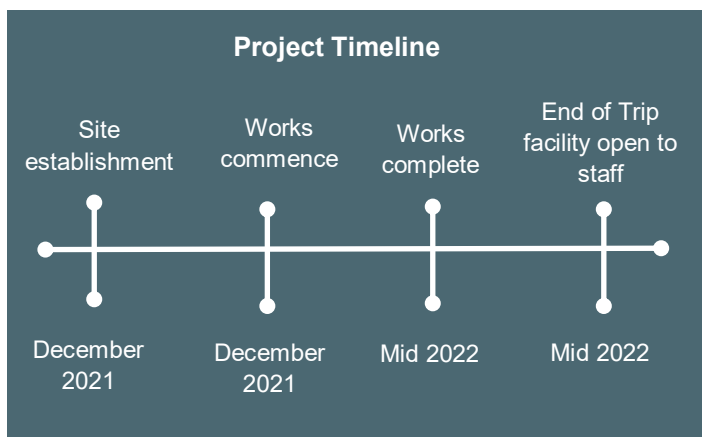 Project Timeline
Site
establishment
Works
commence
Works
complete
End of Trip
facility open to
staff
December
2021
December
2021
Mid 2022
Mid 2022